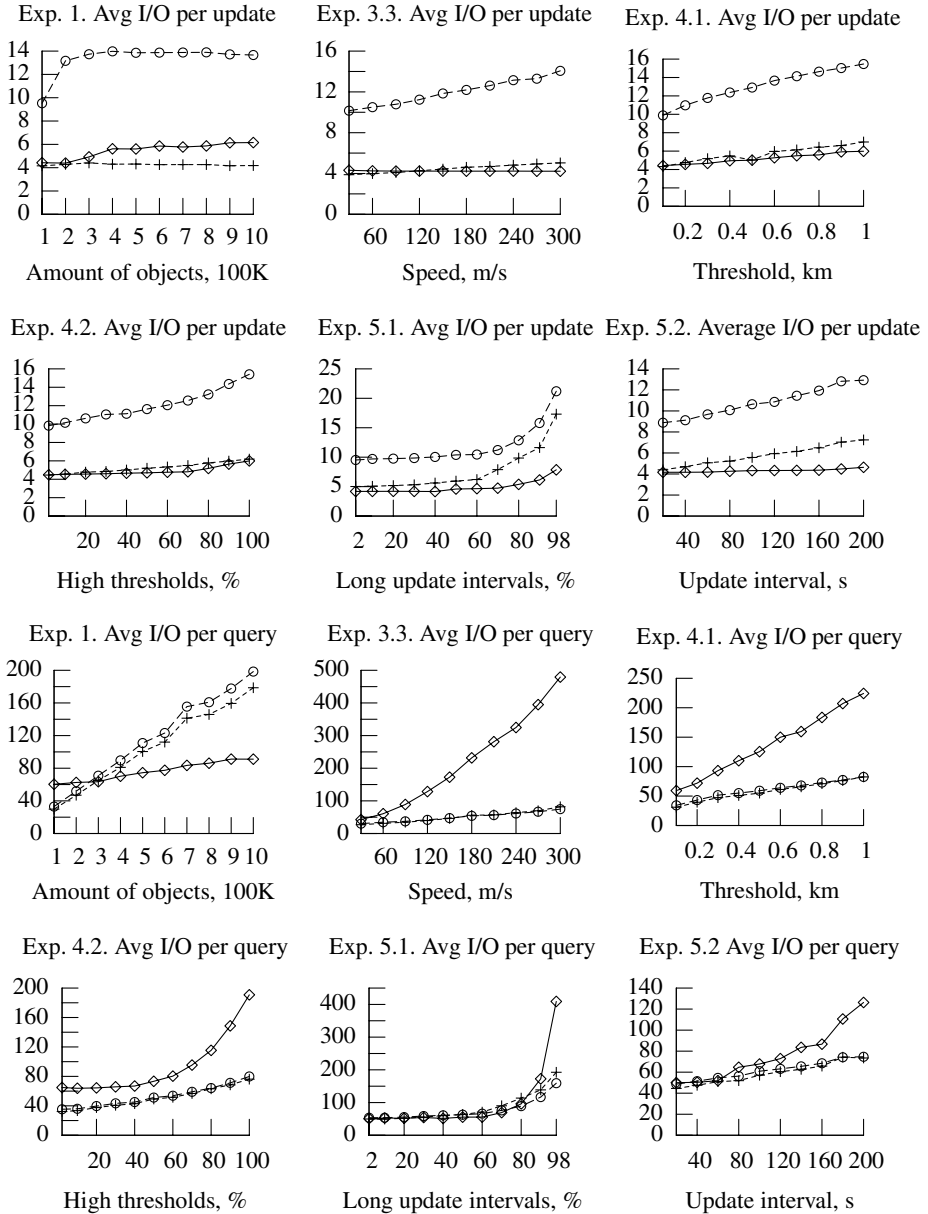 Exp. 1. Avg I/O per update
14
12
10
8
6
4
2
0
1 2 3 4 5 6 7 8 9 10
Amount of objects, 100K
Exp. 3.3. Avg I/O per update
16
12
8
4
0
60 120 180 240 300
Speed, m/s
Exp. 4.1. Avg I/O per update
16
14
12
10
8
6
4
2
0
0.2 0.4 0.6 0.8 1
Threshold, km
Exp. 4.2. Avg I/O per update
16
14
12
10
8
6
4
2
0
20 40 60 80 100
High thresholds, %
Exp. 5.1. Avg I/O per update
25
20
15
10
5
0
2 20 40 60 80 98
Long update intervals, %
Exp. 5.2. Average I/O per update
14
12
10
8
6
4
2
0
40 80 120 160 200
Update interval, s
Exp. 1. Avg I/O per query
200
160
120
80
40
0
1 2 3 4 5 6 7 8 9 10
Amount of objects, 100K
Exp. 3.3. Avg I/O per query
500
400
300
200
100
0
60 120 180 240 300
Speed, m/s
Exp. 4.1. Avg I/O per query
250
200
150
100
50
0
0.2 0.4 0.6 0.8 1
Threshold, km
Exp. 4.2. Avg I/O per query
200
160
120
80
40
0
20 40 60 80 100
High thresholds, %
Exp. 5.1. Avg I/O per query
400
300
200
100
0
2 20 40 60 80 98
Long update intervals, %
Exp. 5.2 Avg I/O per query
140
120
100
80
60
40
20
0
40 80 120 160 200
Update interval, s